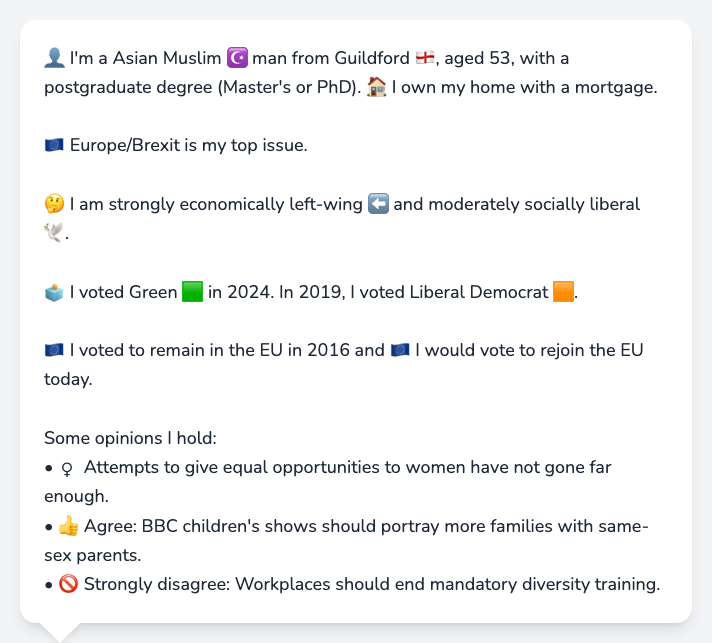 👤 I'm a Asian Muslim ☪️ man from Guildford 🏴󠁧󠁢󠁥󠁮󠁧󠁿, aged 53, with a
postgraduate degree (Master's or PhD). 🏠 I own my home with a mortgage.
🇪🇺 Europe/Brexit is my top issue.
🤔 I am strongly economically left-wing ⬅️ and moderately socially liberal
🕊️.
🗳️ I voted Green 🟩 in 2024. In 2019, I voted Liberal Democrat 🟧.
🇪🇺 I voted to remain in the EU in 2016 and 🇪🇺 I would vote to rejoin the EU
today.
Some opinions I hold:
• ♀ Attempts to give equal opportunities to women have not gone far
enough.
• 👍 Agree: BBC children's shows should portray more families with same-
sex parents.
• 🚫 Strongly disagree: Workplaces should end mandatory diversity training.